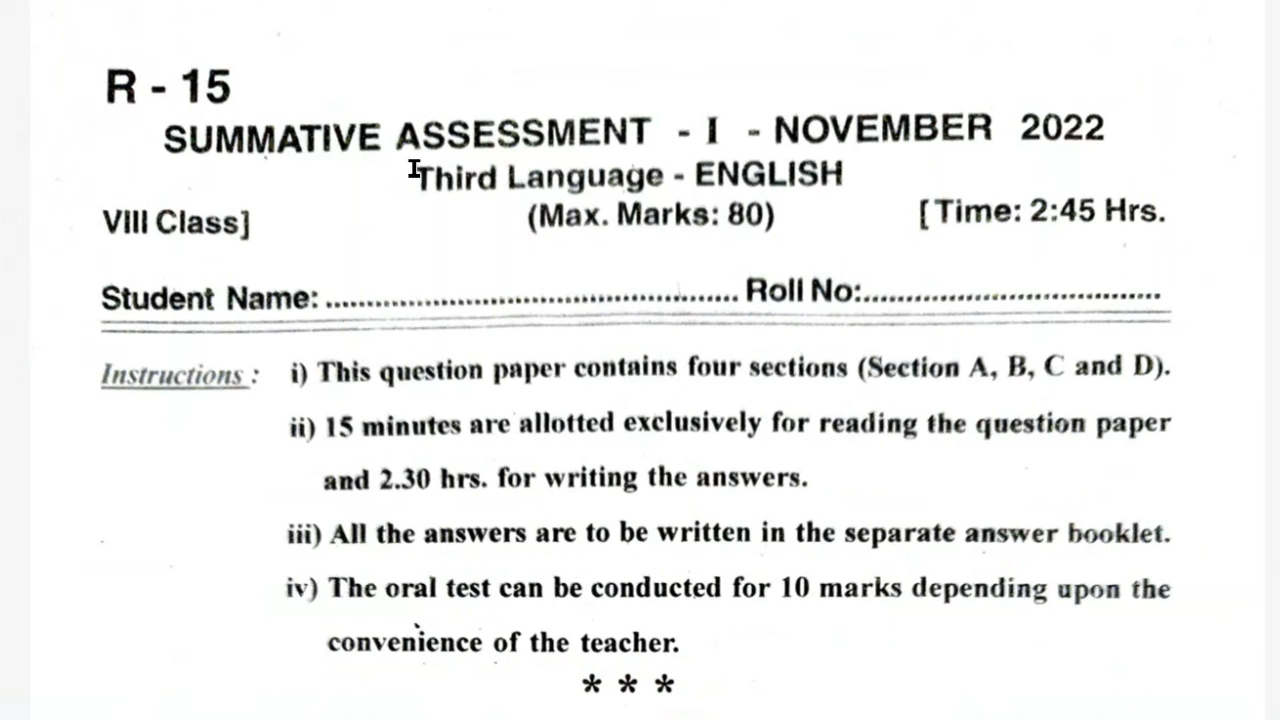 R - 15
SUMMATIVE ASSESSMENT - I - NOVEMBER 2022
Third Language - ENGLISH
VIII Class] (Max. Marks: 80) [Time: 2:45 Hrs.
Student Name: .................................................. Roll No:....................................
Instructions : i) This question paper contains four sections (Section A, B, C and D).
ii) 15 minutes are allotted exclusively for reading the question paper
and 2.30 hrs. for writing the answers.
iii) All the answers are to be written in the separate answer booklet.
iv) The oral test can be conducted for 10 marks depending upon the
convenience of the teacher.
* * *